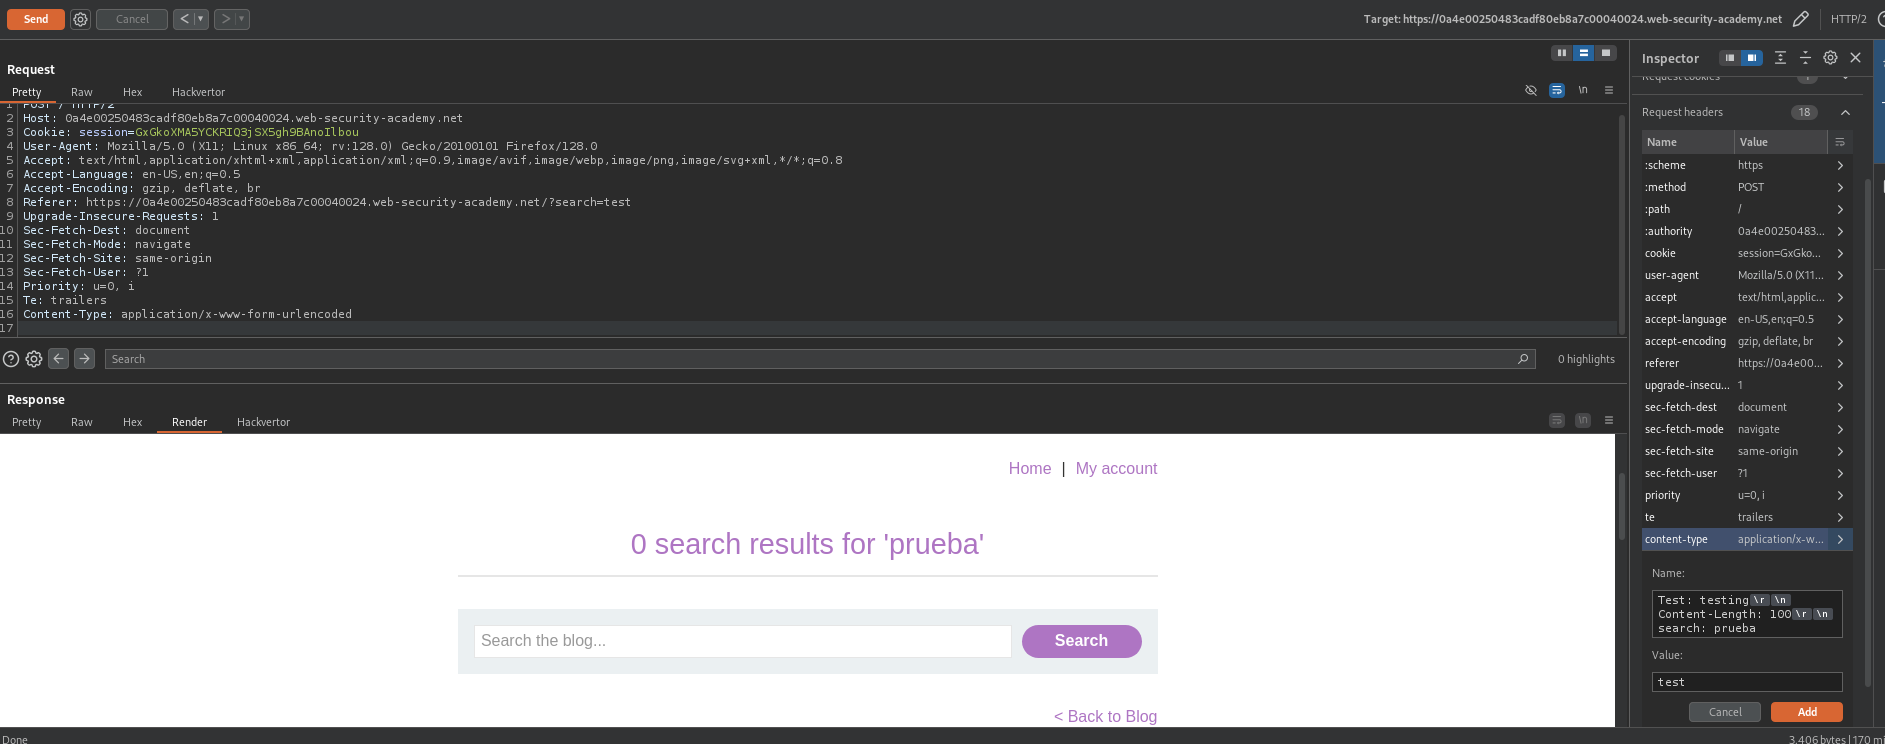 Send
Cancel
Target: https://0a4e00250483cadf80eb8a7c00040024.web-security-academy.net
HTTP/2
Request
Pretty Raw Hex Hackvertor
\n
1 POST / HTTP/2
2 Host: 0a4e00250483cadf80eb8a7c00040024.web-security-academy.net
3 Cookie: session=GxGkoXMA5YCKRIQ3jSX5gh9BAnoIlbou
4 User-Agent: Mozilla/5.0 (X11; Linux x86_64; rv:128.0) Gecko/20100101 Firefox/128.0
5 Accept: text/html,application/xhtml+xml,application/xml;q=0.9,image/avif,image/webp,image/png,image/svg+xml,*/*;q=0.8
6 Accept-Language: en-US,en;q=0.5
7 Accept-Encoding: gzip, deflate, br
8 Referer: https://0a4e00250483cadf80eb8a7c00040024.web-security-academy.net/?search=test
9 Upgrade-Insecure-Requests: 1
10 Sec-Fetch-Dest: document
11 Sec-Fetch-Mode: navigate
12 Sec-Fetch-Site: same-origin
13 Sec-Fetch-User: ?1
14 Priority: u=0, i
15 Te: trailers
16 Content-Type: application/x-www-form-urlencoded
17
Search
0 highlights
Response
Pretty Raw Hex Render Hackvertor
\n
Home | My account
0 search results for 'prueba'
Search the blog...
Search
< Back to Blog
Done
Inspector
Request cookies
Request headers 18
Name Value
:scheme https
:method POST
:path /
:authority 0a4e00250483...
cookie session=GxGko...
user-agent Mozilla/5.0 (X11...
accept text/html,applic...
accept-language en-US,en;q=0.5
accept-encoding gzip, deflate, br
referer https://0a4e00...
upgrade-insecu... 1
sec-fetch-dest document
sec-fetch-mode navigate
sec-fetch-site same-origin
sec-fetch-user ?1
priority u=0, i
te trailers
content-type application/x-w...
Name:
Test: testing\r\n
Content-Length: 100\r\n
search: prueba
Value:
test
Cancel
Add
3,406 bytes | 170 mi